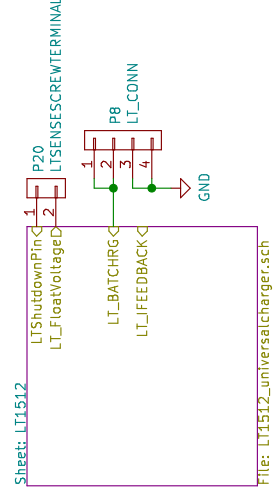 P20
LTSENSESCREWTERMINAL
1
2
P8
LT_CONN
1
2
3
4
GND
LTShutdownPin
LT_FloatVoltage
LT_BATCHRG
LT_IFEEDBACK
Sheet: LT1512
File: LT1512_universalcharger.sch